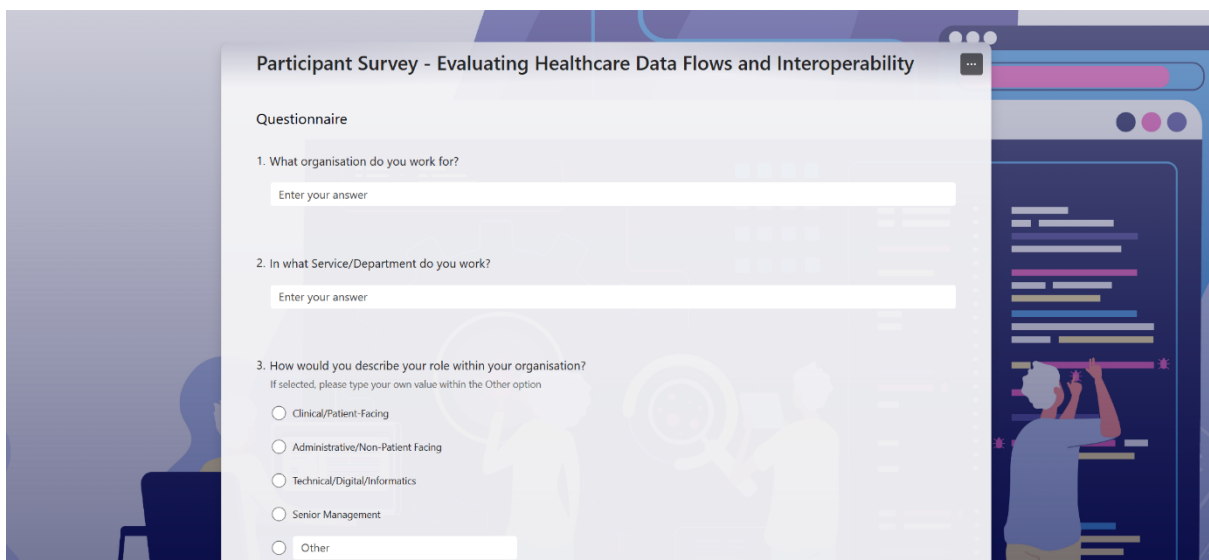 Participant Survey - Evaluating Healthcare Data Flows and Interoperability
...
Questionnaire
1. What organisation do you work for?
Enter your answer
2. In what Service/Department do you work?
Enter your answer
3. How would you describe your role within your organisation?
If selected, please type your own value within the Other option
Clinical/Patient-Facing
Administrative/Non-Patient Facing
Technical/Digital/Informatics
Senior Management
Other